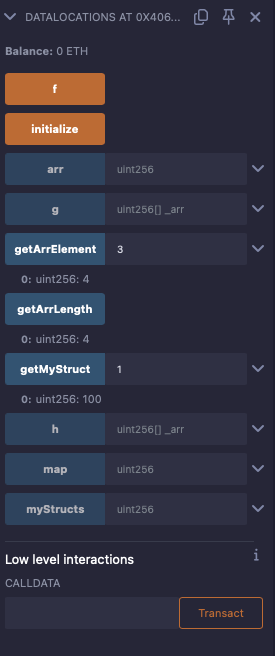 DATALOCATIONS AT 0X406...
Balance: 0 ETH
f
initialize
arr uint256
g uint256[] _arr
getArrElement 3
0: uint256: 4
getArrLength
0: uint256: 4
getMyStruct 1
0: uint256: 100
h uint256[] _arr
map uint256
myStructs uint256
Low level interactions i
CALLDATA
Transact